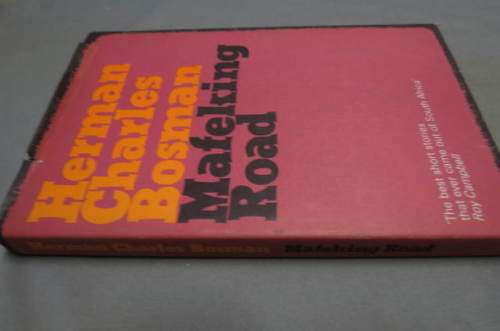 Herman
Charles
Bosman
Mafeking
Road
'The best short stories
that ever came out of South Africa'
Roy Campbell
Herman Charles Bosman Mafeking Road